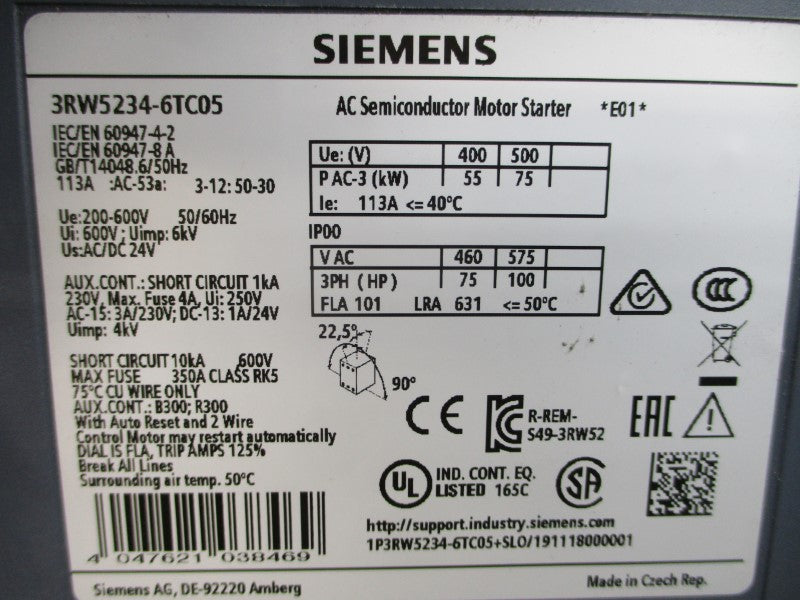 SIEMENS
3RW5234-6TC05 AC Semiconductor Motor Starter *E01*
IEC/EN 60947-4-2
IEC/EN 60947-8 A
GB/T14048.6/50Hz
113A :AC-53a: 3-12: 50-30
Ue:200-600V 50/60Hz
Ui: 600V ; Uimp: 6kV
Us:AC/DC 24V
AUX.CONT.: SHORT CIRCUIT 1kA
230V, Max. Fuse 4A, Ui: 250V
AC-15: 3A/230V; DC-13: 1A/24V
Uimp: 4kV
SHORT CIRCUIT 10kA 600V
MAX FUSE 350A CLASS RK5
75°C CU WIRE ONLY
AUX.CONT.: B300; R300
With Auto Reset and 2 Wire
Control Motor may restart automatically
DIAL IS FLA, TRIP AMPS 125%
Break All Lines
Surrounding air temp. 50°C
Ue: (V) 400 500
P AC-3 (kW) 55 75
Ie: 113A <= 40°C
IP00
V AC 460 575
3PH ( HP ) 75 100
FLA 101 LRA 631 <= 50°C
22,5°
90°
CCC
CE
R-REM-
S49-3RW52
EAC
UL
IND. CONT. EQ.
LISTED 165C
SA
http://support.industry.siemens.com
1P3RW5234-6TC05+SLO/191118000001
4 047621 038469
Siemens AG, DE-92220 Amberg
Made in Czech Rep.